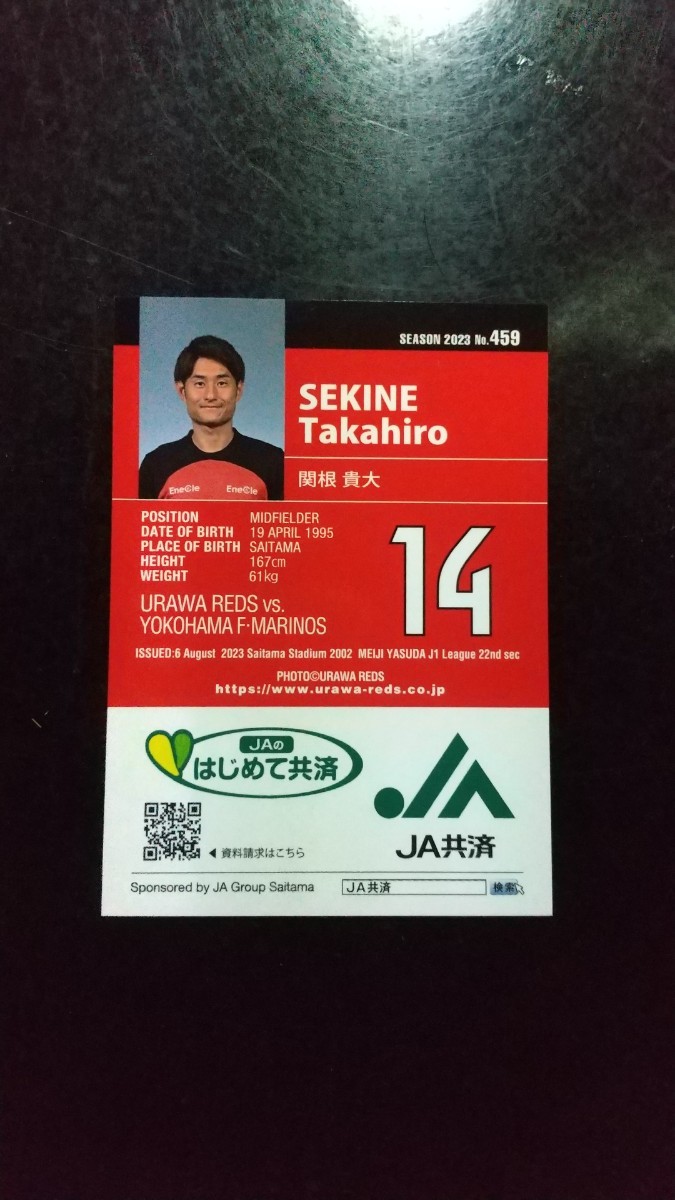 SEASON 2023 No.459
SEKINE
Takahiro
関根 貴大
EneCle EneCle
POSITION MIDFIELDER
DATE OF BIRTH 19 APRIL 1995
PLACE OF BIRTH SAITAMA
HEIGHT 167cm
WEIGHT 61kg
14
URAWA REDS vs.
YOKOHAMA F·MARINOS
ISSUED:6 August 2023 Saitama Stadium 2002 MEIJI YASUDA J1 League 22nd sec
PHOTO©URAWA REDS
https://www.urawa-reds.co.jp
JAの
はじめて共済
JA共済
◀ 資料請求はこちら
Sponsored by JA Group Saitama
JA共済 検索